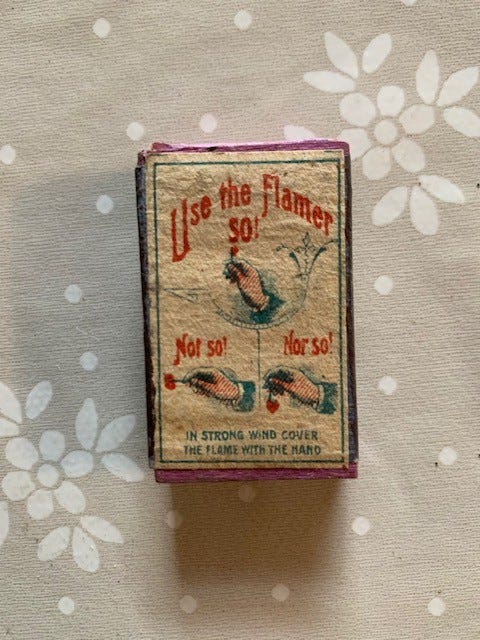 Use the Flamer
so!
Not so!
Nor so!
IN STRONG WIND COVER
THE FLAME WITH THE HAND